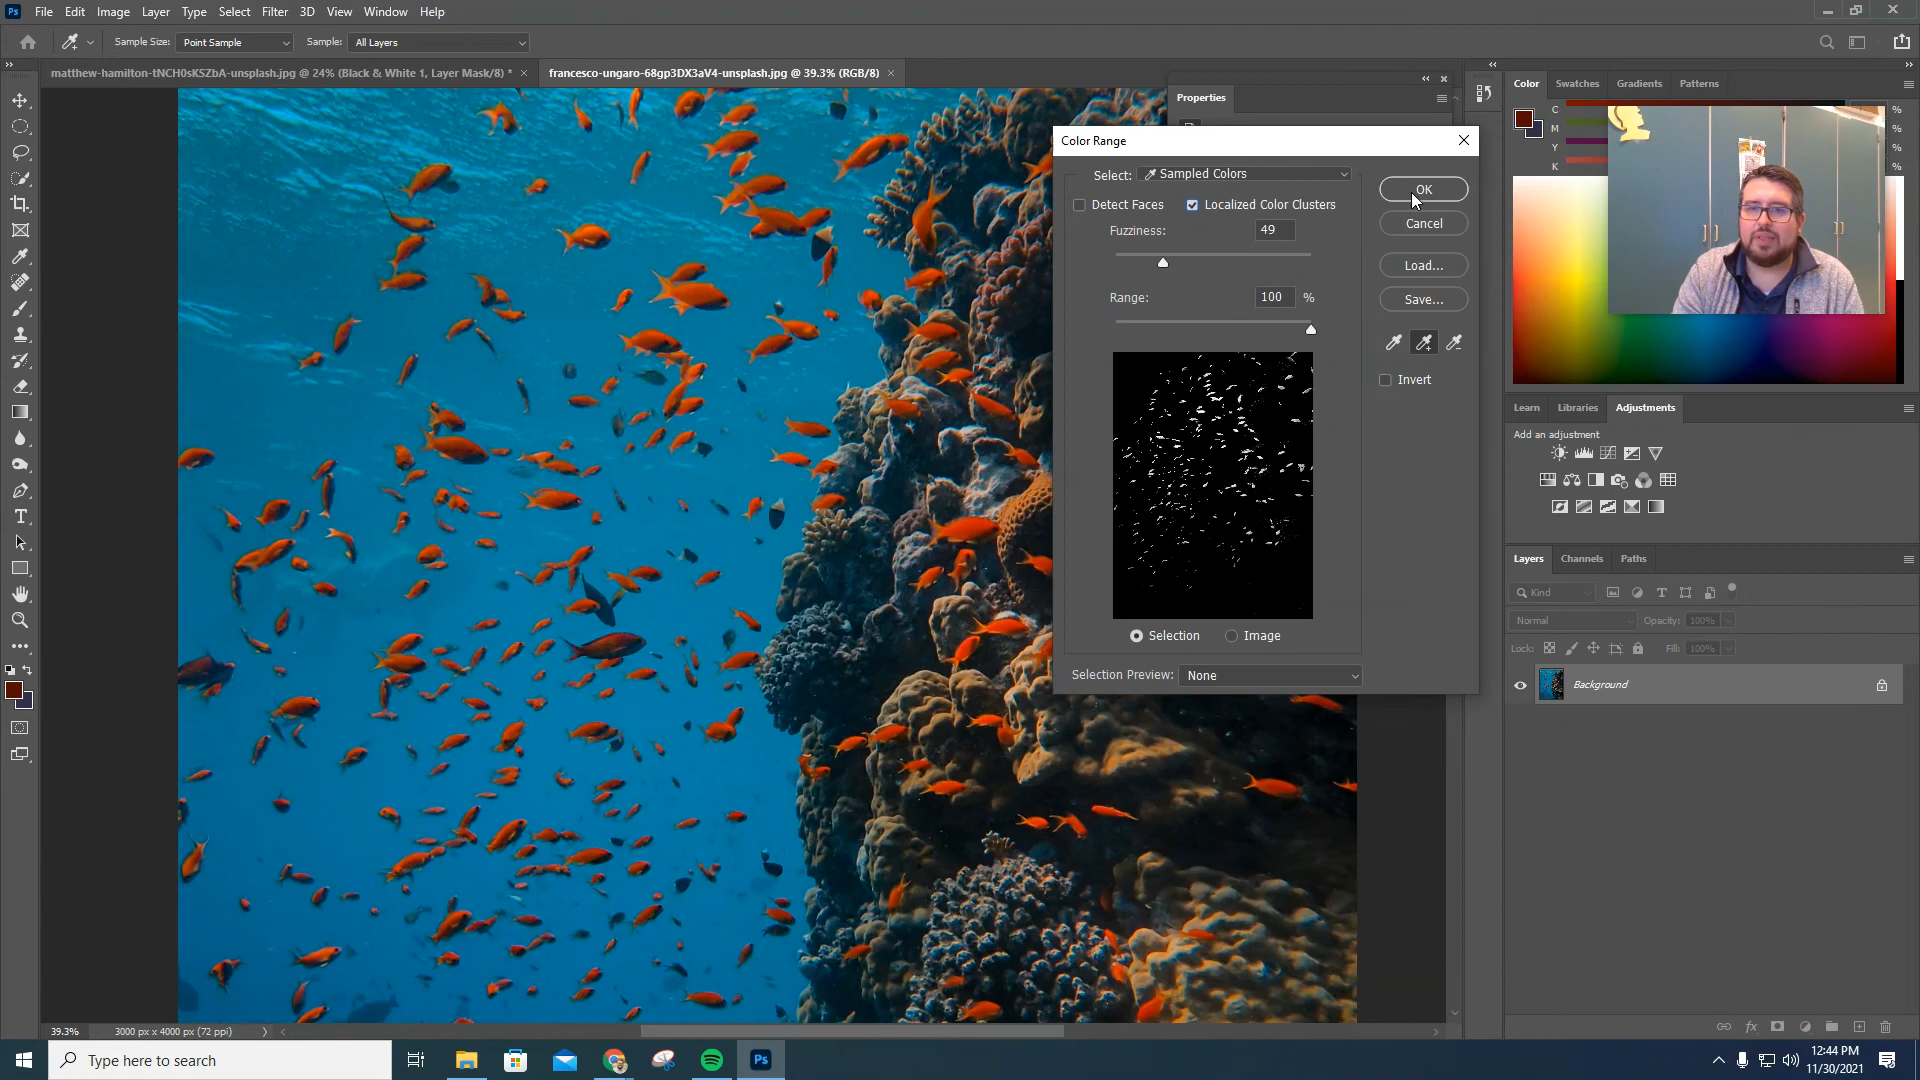 Ps File Edit Image Layer Type Select Filter 3D View Window Help
Sample Size: Point Sample Sample: All Layers
matthew-hamilton-tNCH0sKSZbA-unsplash.jpg @ 24% (Black & White 1, Layer Mask/8) *
francesco-ungaro-68gp3DX3aV4-unsplash.jpg @ 39.3% (RGB/8)
Properties
Color Range
Select: Sampled Colors
Detect Faces Localized Color Clusters
Fuzziness: 49
Range: 100 %
OK
Cancel
Load...
Save...
Invert
Selection Image
Selection Preview: None
Color Swatches Gradients Patterns
C %
M %
Y %
K %
Learn Libraries Adjustments
Add an adjustment
Layers Channels Paths
Kind
Normal Opacity: 100%
Lock: Fill: 100%
Background
39.3% 3000 px x 4000 px (72 ppi)
Type here to search
Ps
12:44 PM
11/30/2021